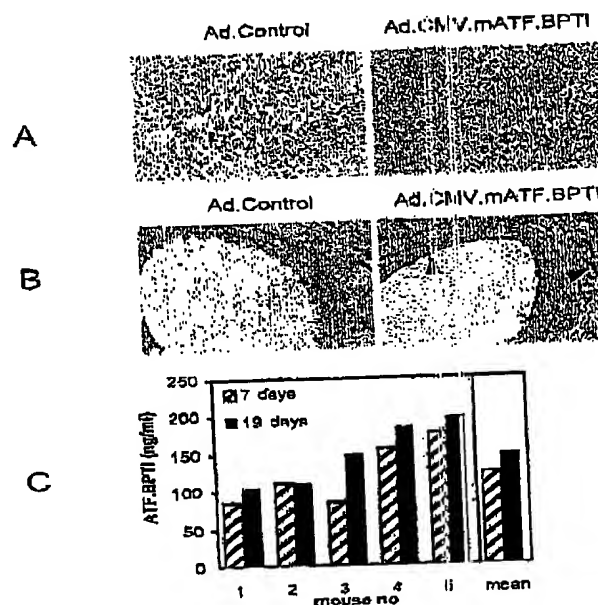 Ad.Control Ad.CMV.mATF.BPTI
A
Ad.Control Ad.CMV.mATF.BPTI
B
C
ATF.BPTI (ng/ml)
250
200
150
100
50
0
7 days
19 days
1 2 3 4 mean
mouse no